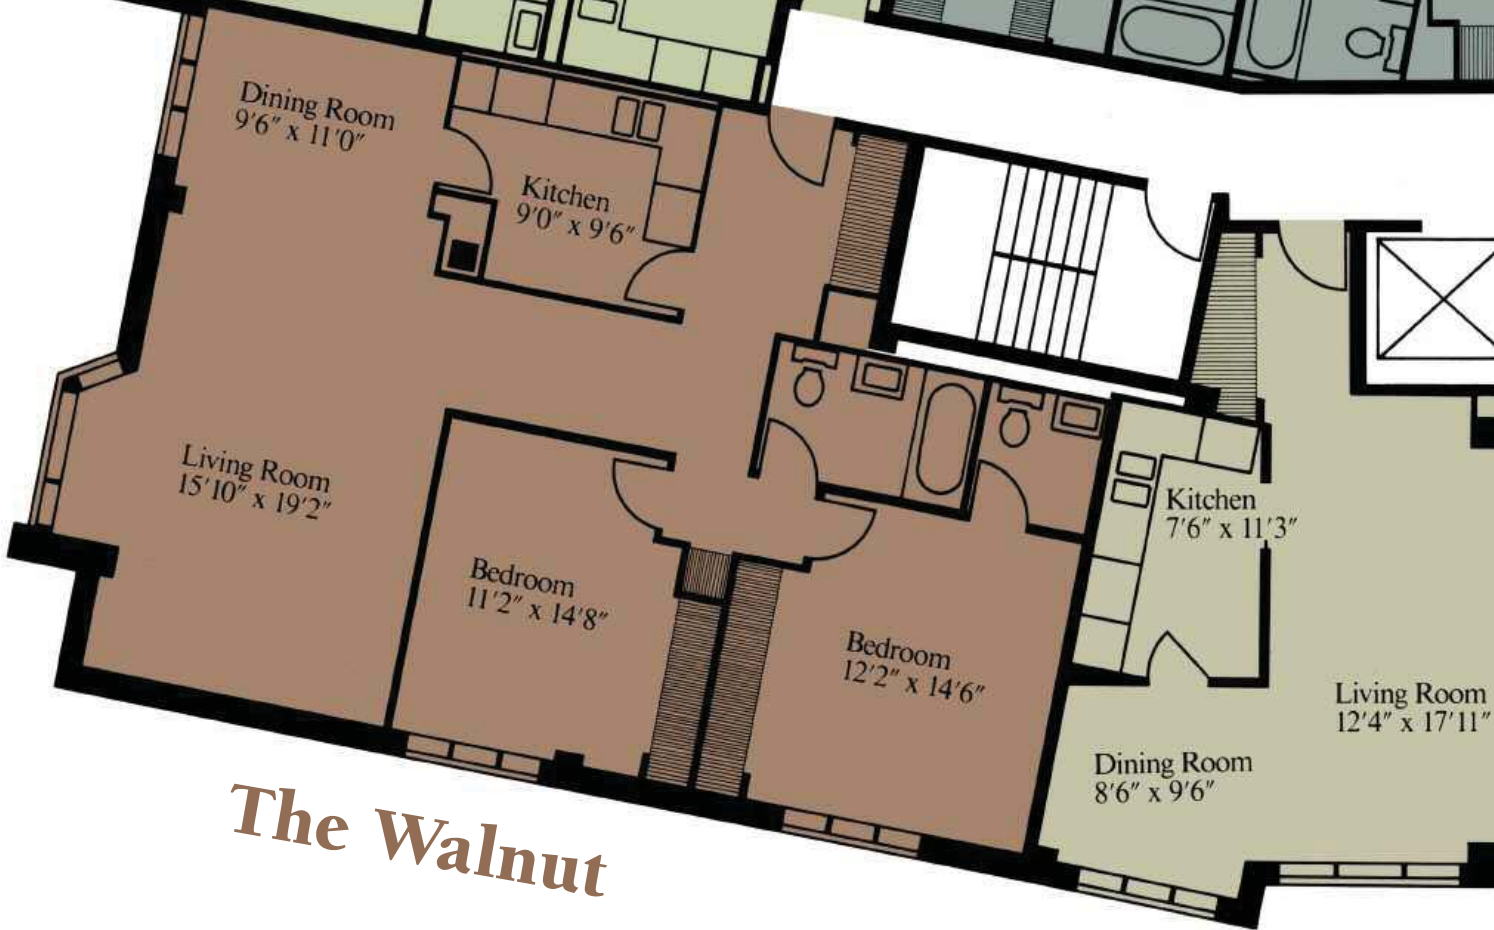 Dining Room
9'6" x 11'0"
Kitchen
9'0" x 9'6"
Living Room
15'10" x 19'2"
Bedroom
11'2" x 14'8"
Bedroom
12'2" x 14'6"
Kitchen
7'6" x 11'3"
Living Room
12'4" x 17'11"
Dining Room
8'6" x 9'6"
The Walnut